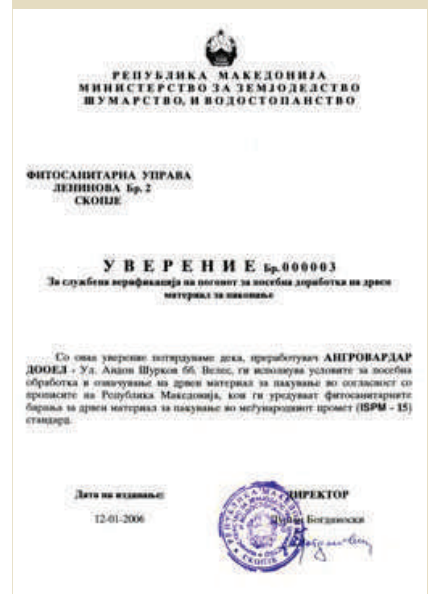 РЕПУБЛИКА МАКЕДОНИЈА
МИНИСТЕРСТВО ЗА ЗЕМЈОДЕЛСТВО
ШУМАРСТВО, И ВОДОСТОПАНСТВО
ФИТОСАНИТАРНА УПРАВА
ЛЕНИНОВА Бр. 2
СКОПЈЕ
У В Е Р Е Н И Е Бр.000003
За службена верификација на погонот за посебна доработка на дрвен
материјал за паковање
Со ова уверение потврдуваме дека, преработувач АНГРОВАРДАР
ДООЕЛ - Ул. Андон Шурков бб. Велес, ги исполнува условите за посебна
обработка и означување на дрвен материјал за пакување во согласност со
прописите на Република Македонија, кои ги уредуваат фитосанитарните
барања за дрвен материјал за пакување во меѓународниот промет (ISPM - 15)
стандард.
Дата на издавање:
12-01-2006
ДИРЕКТОР
Богданоски
СКОПЈЕ